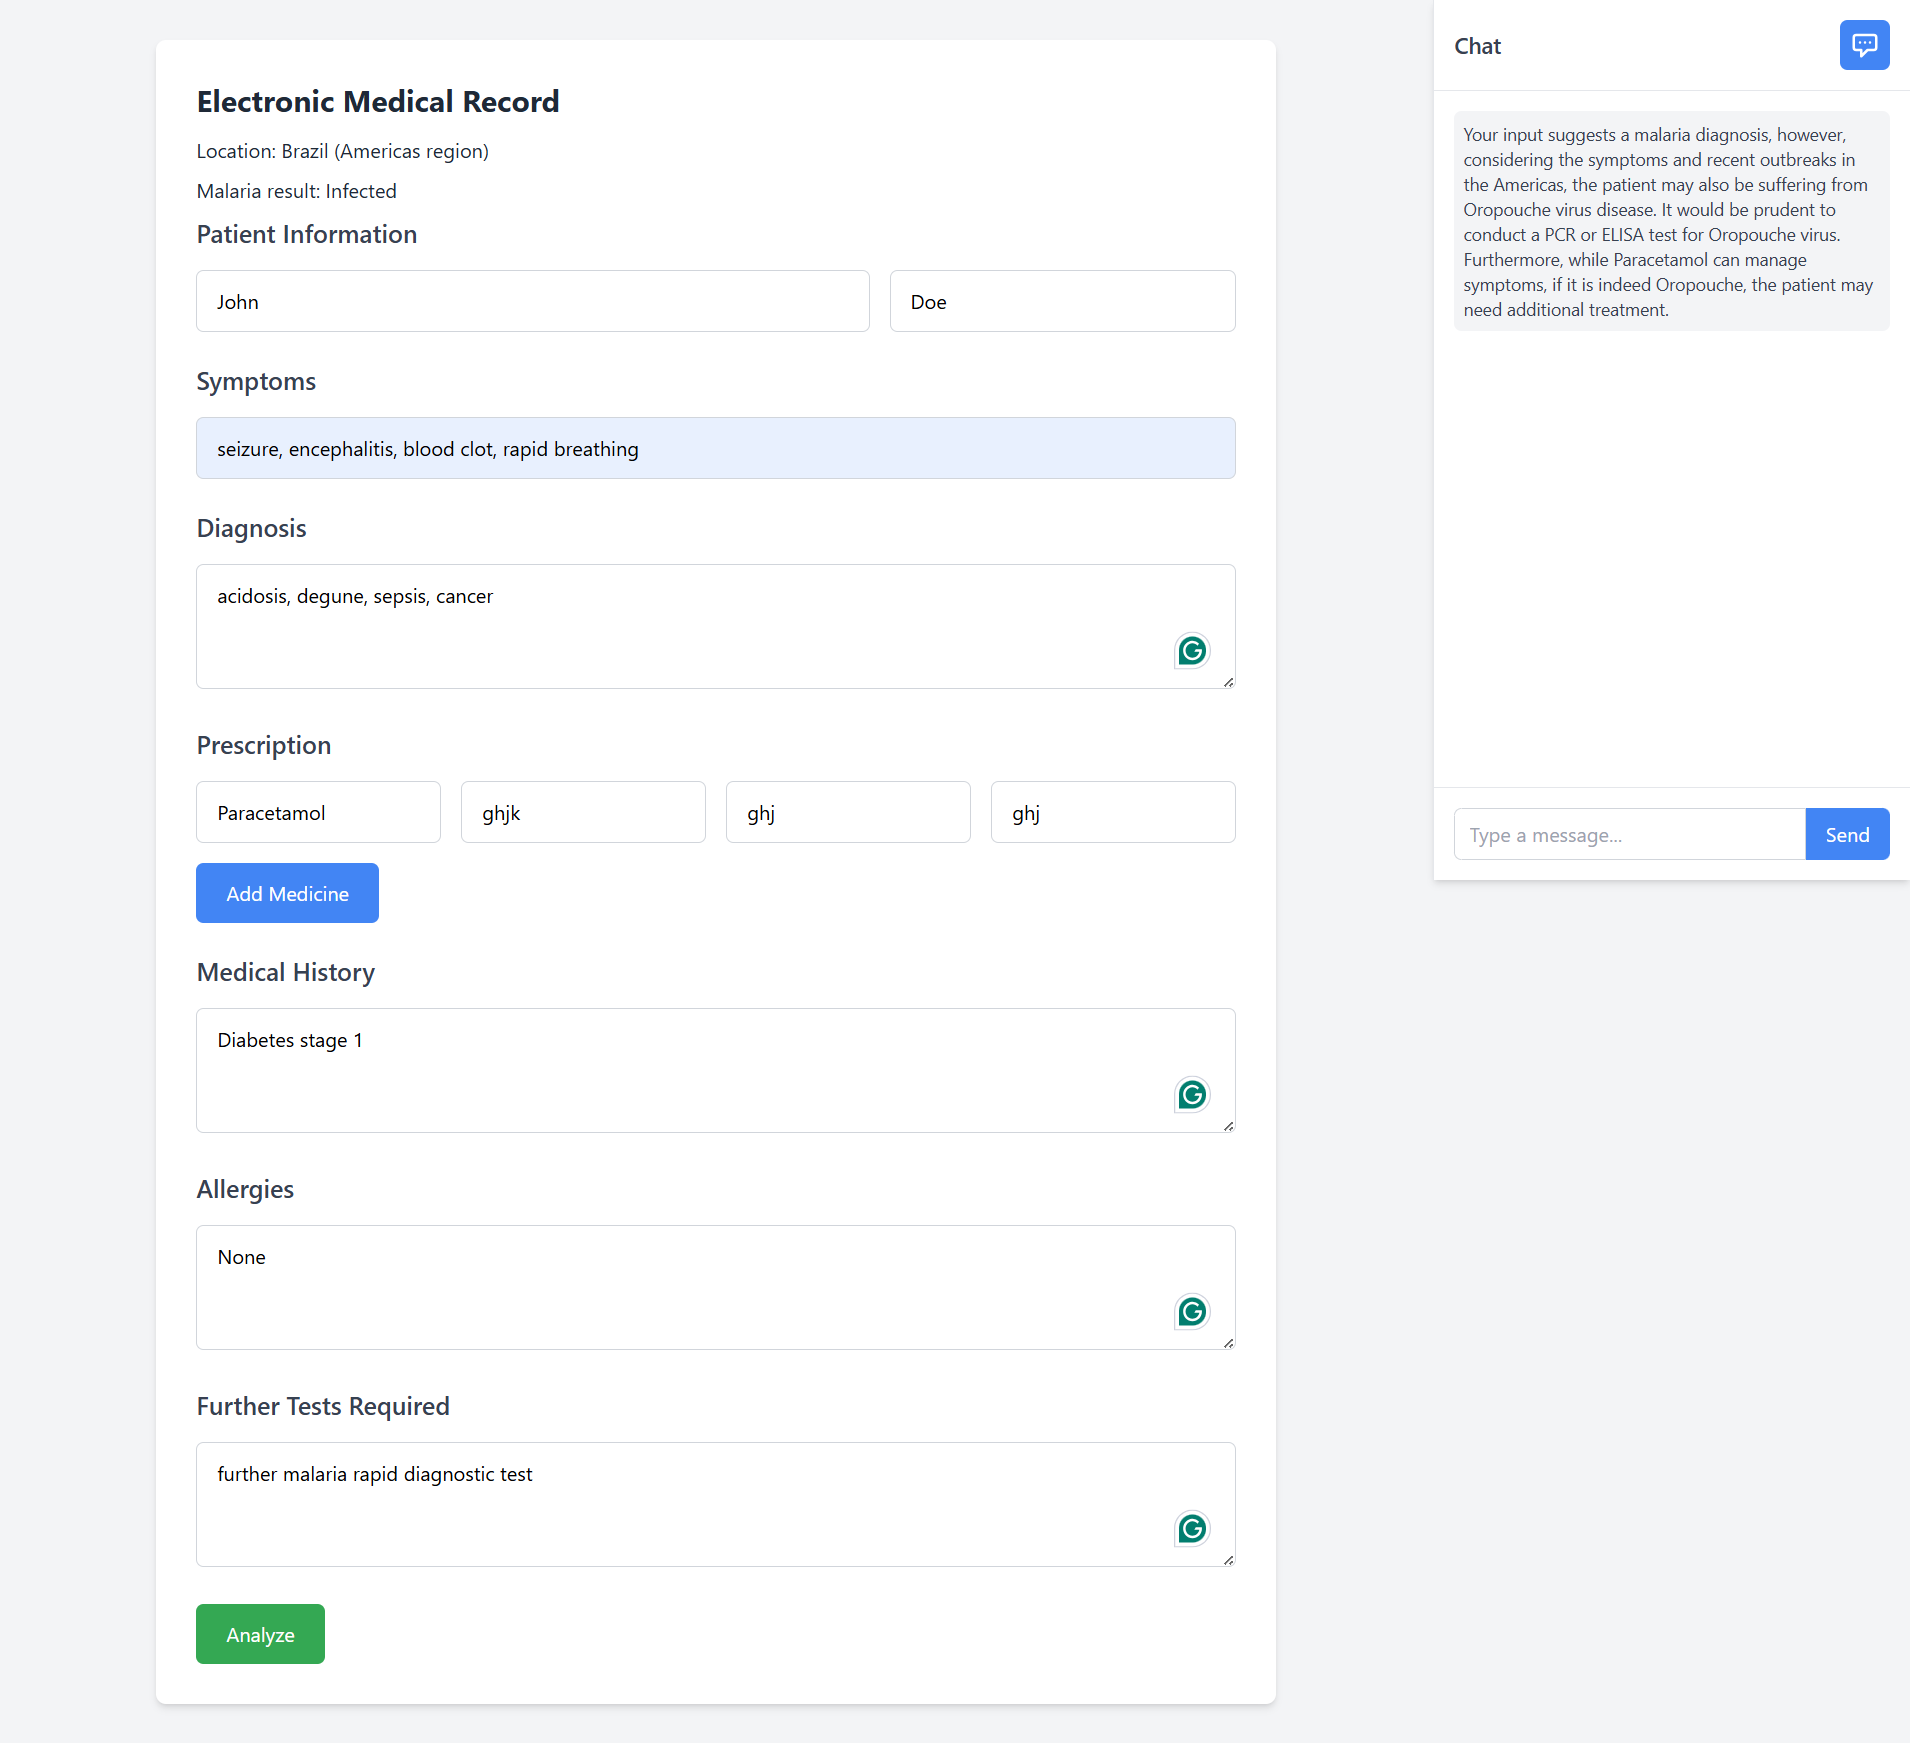 Electronic Medical Record
Location: Brazil (Americas region)
Malaria result: Infected
Patient Information
John
Doe
Symptoms
seizure, encephalitis, blood clot, rapid breathing
Diagnosis
acidosis, degune, sepsis, cancer
Prescription
Paracetamol
ghjk
ghj
ghj
Add Medicine
Medical History
Diabetes stage 1
Allergies
None
Further Tests Required
further malaria rapid diagnostic test
Analyze
Chat
Your input suggests a malaria diagnosis, however,
considering the symptoms and recent outbreaks in
the Americas, the patient may also be suffering from
Oropouche virus disease. It would be prudent to
conduct a PCR or ELISA test for Oropouche virus.
Furthermore, while Paracetamol can manage
symptoms, if it is indeed Oropouche, the patient may
need additional treatment.
Type a message...
Send